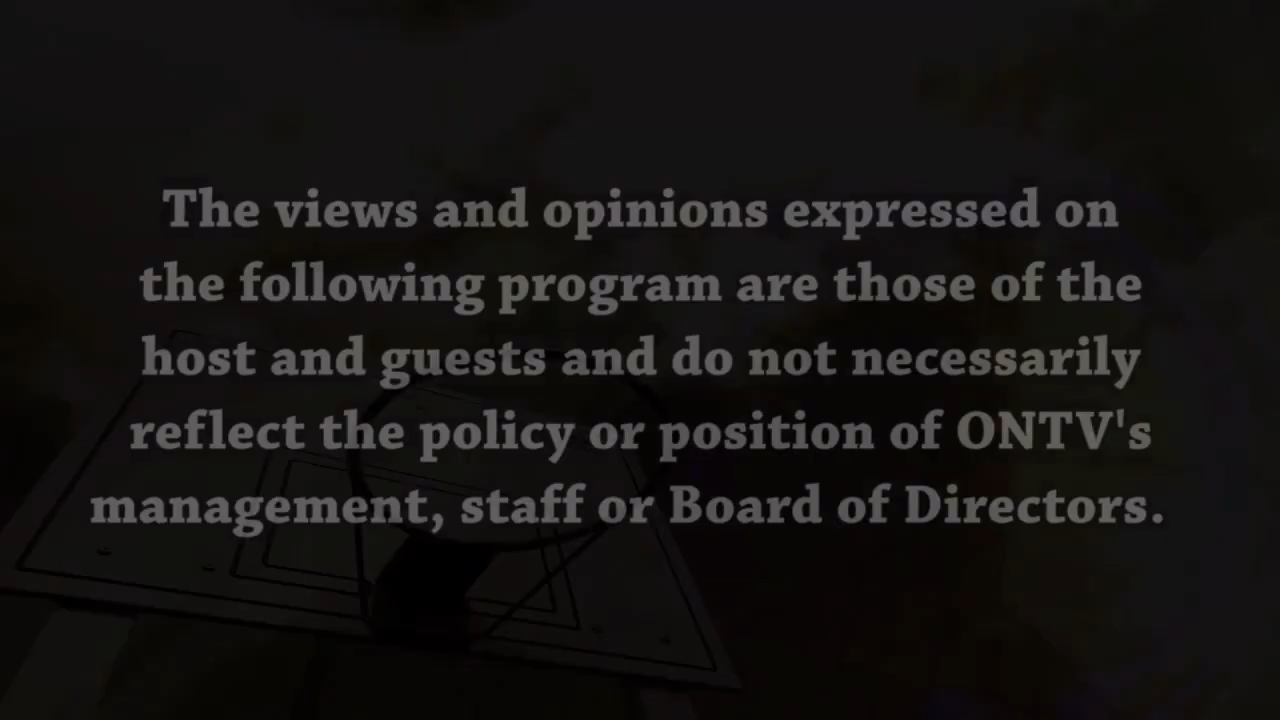 The views and opinions expressed on
the following program are those of the
host and guests and do not necessarily
reflect the policy or position of ONTV's
management, staff or Board of Directors.